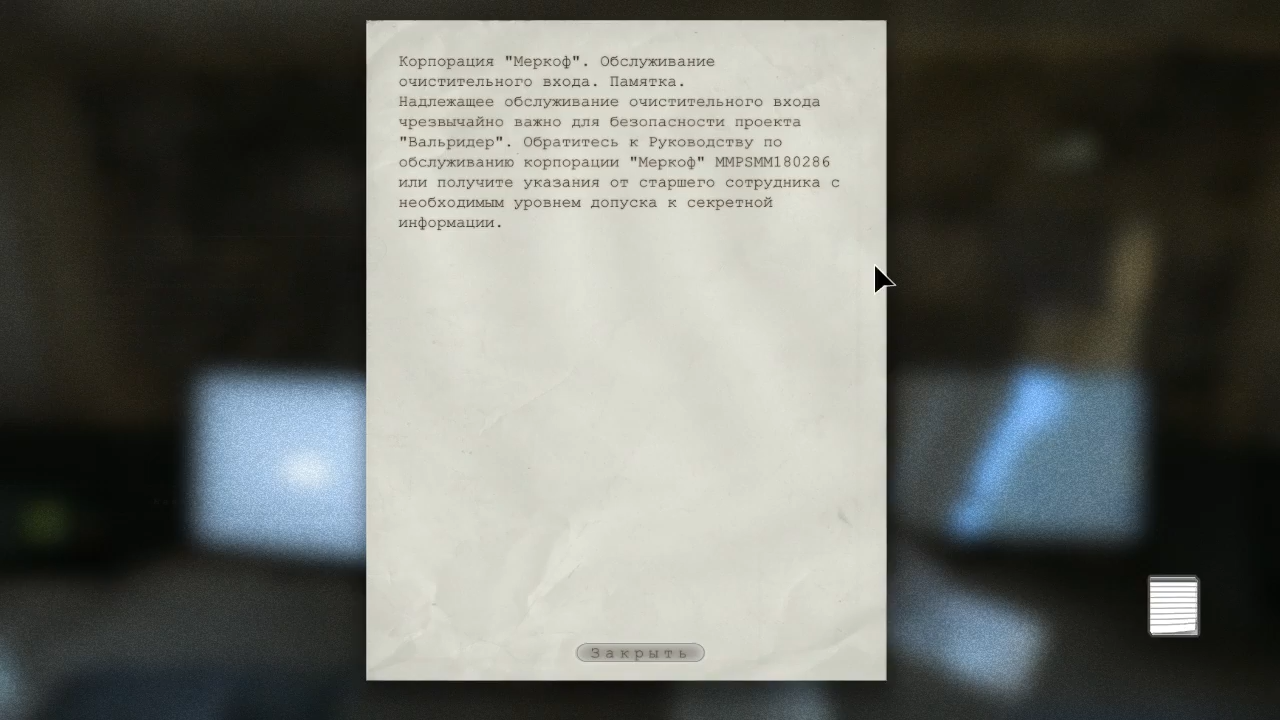 Корпорация "Меркоф". Обслуживание
очистительного входа. Памятка.
Надлежащее обслуживание очистительного входа
чрезвычайно важно для безопасности проекта
"Вальридер". Обратитесь к Руководству по
обслуживанию корпорации "Меркоф" MMPSMM180286
или получите указания от старшего сотрудника с
необходимым уровнем допуска к секретной
информации.
Закрыть